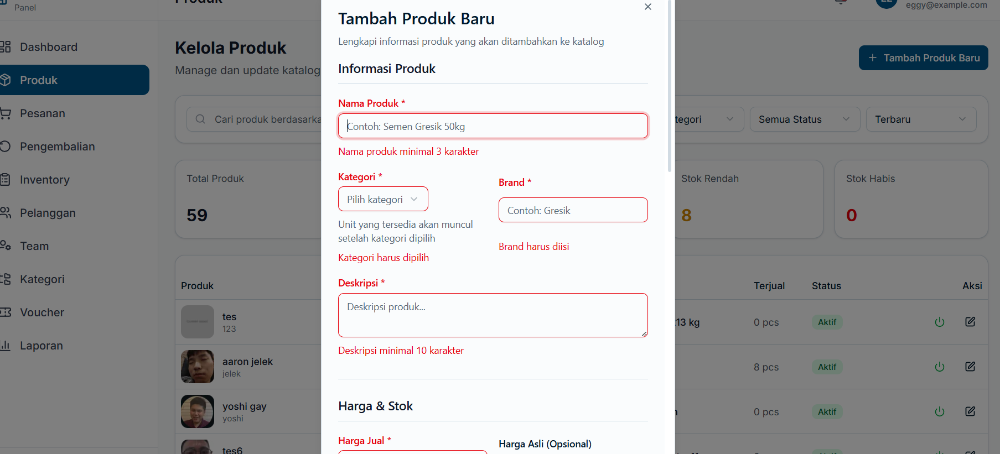 Panel
eggy@example.com
Dashboard
Produk
Pesanan
Pengembalian
Inventory
Pelanggan
Team
Kategori
Voucher
Laporan
Kelola Produk
Manage dan update katalog
Tambah Produk Baru
Cari produk berdasarka
Semua Status
Terbaru
Total Produk
59
Stok Rendah
8
Stok Habis
0
Produk
Terjual
Status
Aksi
tes
123
13 kg
0 pcs
Aktif
aaron jelek
jelek
8 pcs
Aktif
yoshi gay
yoshi
0 pcs
Aktif
tes6
Tambah Produk Baru
Lengkapi informasi produk yang akan ditambahkan ke katalog
Informasi Produk
Nama Produk *
Contoh: Semen Gresik 50kg
Nama produk minimal 3 karakter
Kategori *
Pilih kategori
Unit yang tersedia akan muncul
setelah kategori dipilih
Kategori harus dipilih
Brand *
Contoh: Gresik
Brand harus diisi
Deskripsi *
Deskripsi produk...
Deskripsi minimal 10 karakter
Harga & Stok
Harga Jual *
Harga Asli (Opsional)